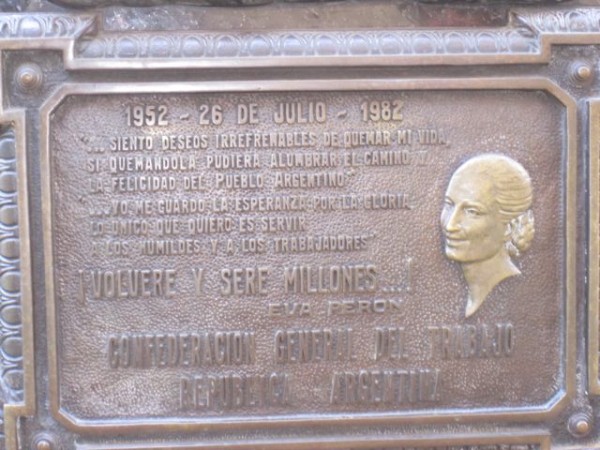 1952 - 26 DE JULIO - 1982
"... SIENTO DESEOS IRREFRENABLES DE QUEMAR MI VIDA,
SI QUEMANDOLA PUDIERA ALUMBRAR EL CAMINO Y
LA FELICIDAD DEL PUEBLO ARGENTINO"
"...YO ME GUARDO LA ESPERANZA POR LA GLORIA
LO UNICO QUE QUIERO ES SERVIR
A LOS HUMILDES Y A LOS TRABAJADORES"
¡VOLVERE Y SERE MILLONES...!
EVA PERON
CONFEDERACION GENERAL DEL TRABAJO
REPUBLICA ARGENTINA